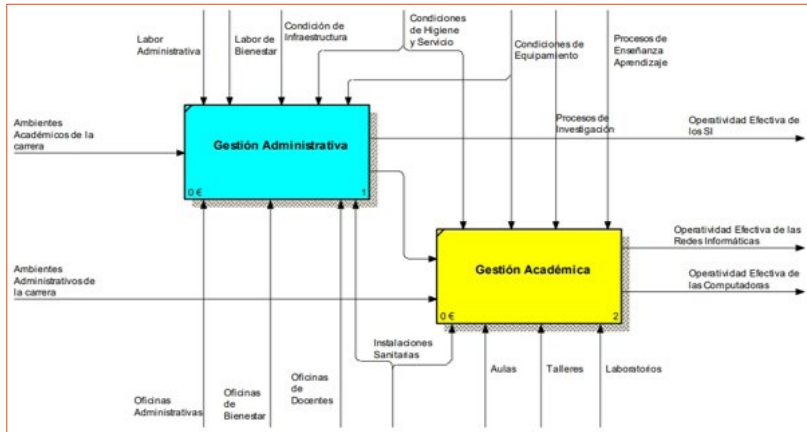 Labor
Administrativa
Labor de
Bienestar
Condición de
Infraestructura
Condiciones
de Higiene
y Servicio
Condiciones de
Equipamiento
Procesos de
Enseñanza
Aprendizaje
Ambientes
Académicos de la
carrera
Gestión Administrativa
0 €
1
Procesos de
Investigación
Operatividad Efectiva de
los SI
Ambientes
Administrativos de
la carrera
Gestión Académica
0 €
2
Operatividad Efectiva de las
Redes Informáticas
Operatividad Efectiva de
las Computadoras
Oficinas
Administrativas
Oficinas
de
Bienestar
Oficinas
de
Docentes
Instalaciones
Sanitarias
Aulas
Talleres
Laboratorios